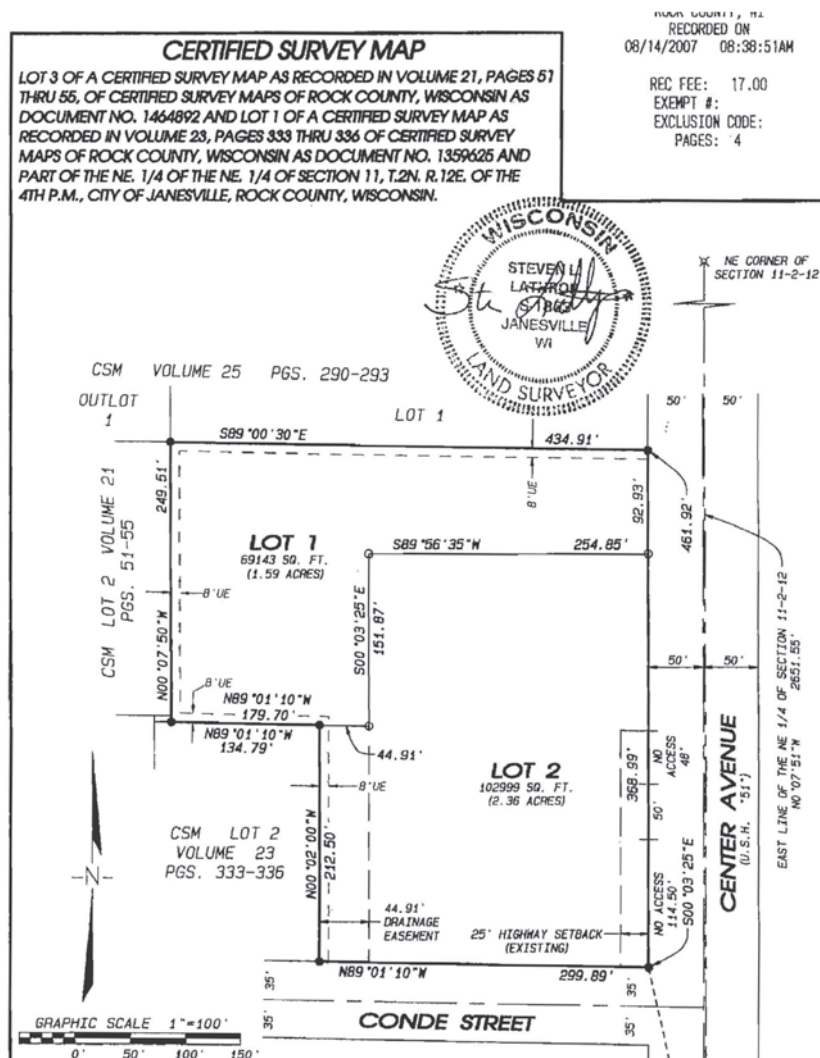 ROCK COUNTY, WI
RECORDED ON
08/14/2007 08:38:51AM
REC FEE: 17.00
EXEMPT #:
EXCLUSION CODE:
PAGES: 4
CERTIFIED SURVEY MAP
LOT 3 OF A CERTIFIED SURVEY MAP AS RECORDED IN VOLUME 21, PAGES 51
THRU 55, OF CERTIFIED SURVEY MAPS OF ROCK COUNTY, WISCONSIN AS
DOCUMENT NO. 1464892 AND LOT 1 OF A CERTIFIED SURVEY MAP AS
RECORDED IN VOLUME 23, PAGES 333 THRU 336 OF CERTIFIED SURVEY
MAPS OF ROCK COUNTY, WISCONSIN AS DOCUMENT NO. 1359625 AND
PART OF THE NE. 1/4 OF THE NE. 1/4 OF SECTION 11, T.2N. R.12E. OF THE
4TH P.M., CITY OF JANESVILLE, ROCK COUNTY, WISCONSIN.
WISCONSIN
STEVEN L.
LATHROP
JANESVILLE
WI
LAND SURVEYOR
NE CORNER OF
SECTION 11-2-12
CSM VOLUME 25 PGS. 290-293
OUTLOT
1
LOT 1
50'
50'
S89°00'30"E
434.91'
8'UE
92.93'
461.92'
249.51'
CSM LOT 2 VOLUME 21
PGS. 51-55
N00°07'50"W
8'UE
LOT 1
69143 SQ. FT.
(1.59 ACRES)
S89°56'35"W
254.85'
S00°03'25"E
151.87'
EAST LINE OF THE NE 1/4 OF SECTION 11-2-12
N0°07'51"W 2651.55'
50'
50'
8'UE
N89°01'10"W
179.70'
N89°01'10"W
134.79'
44.91'
8'UE
LOT 2
102999 SQ. FT.
(2.36 ACRES)
368.99'
NO ACCESS
48'
50'
NO ACCESS
114.50'
S00°03'25"E
CENTER AVENUE
(U.S.H. "51")
CSM LOT 2
VOLUME 23
PGS. 333-336
N00°20'00"W
212.50'
44.91'
DRAINAGE
EASEMENT
25' HIGHWAY SETBACK
(EXISTING)
-N-
N89°01'10"W
299.89'
35'
35'
35'
35'
CONDE STREET
GRAPHIC SCALE 1"=100'
0' 50' 100' 150'